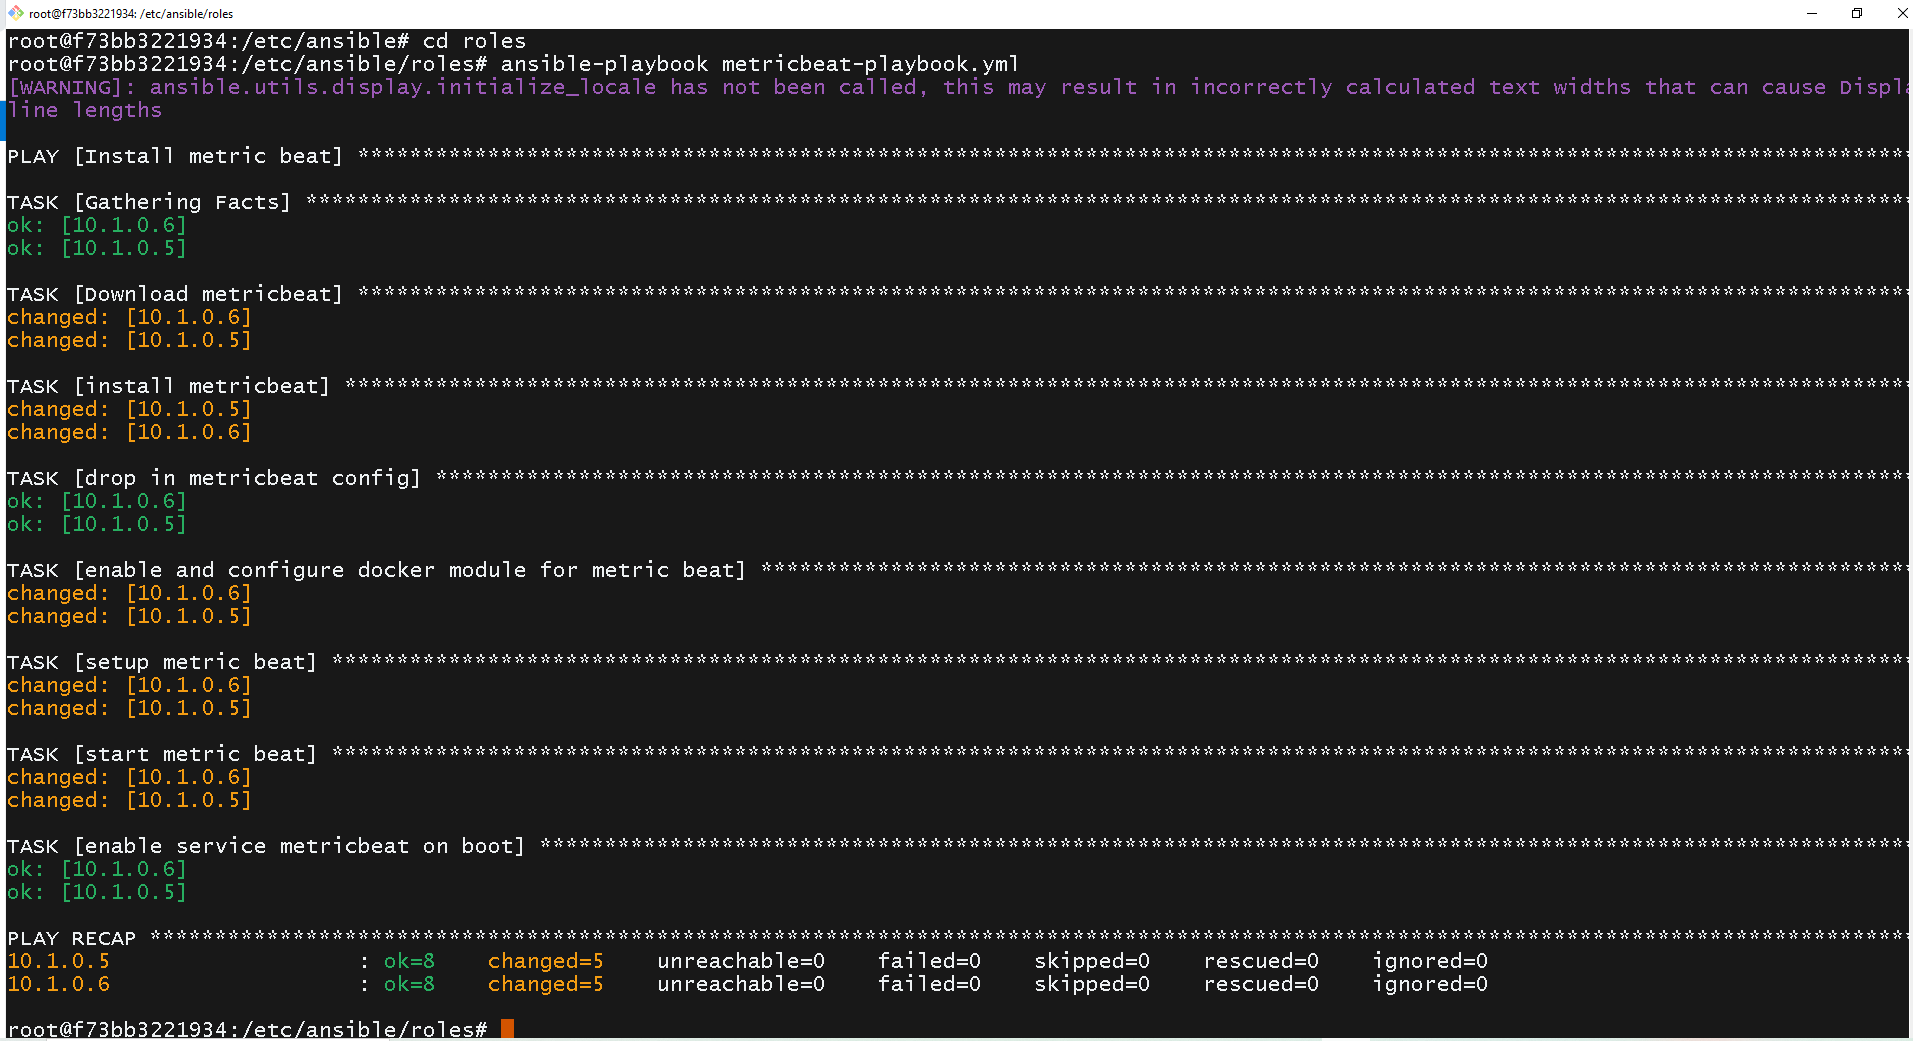 root@f73bb3221934: /etc/ansible/roles
root@f73bb3221934:/etc/ansible# cd roles
root@f73bb3221934:/etc/ansible/roles# ansible-playbook metricbeat-playbook.yml
[WARNING]: ansible.utils.display.initialize_locale has not been called, this may result in incorrectly calculated text widths that can cause Displa
line lengths
PLAY [Install metric beat] ************************************************************************************************************************
TASK [Gathering Facts] ****************************************************************************************************************************
ok: [10.1.0.6]
ok: [10.1.0.5]
TASK [Download metricbeat] ************************************************************************************************************************
changed: [10.1.0.6]
changed: [10.1.0.5]
TASK [install metricbeat] *************************************************************************************************************************
changed: [10.1.0.5]
changed: [10.1.0.6]
TASK [drop in metricbeat config] ******************************************************************************************************************
ok: [10.1.0.6]
ok: [10.1.0.5]
TASK [enable and configure docker module for metric beat] *****************************************************************************************
changed: [10.1.0.6]
changed: [10.1.0.5]
TASK [setup metric beat] **************************************************************************************************************************
changed: [10.1.0.6]
changed: [10.1.0.5]
TASK [start metric beat] **************************************************************************************************************************
changed: [10.1.0.6]
changed: [10.1.0.5]
TASK [enable service metricbeat on boot] **********************************************************************************************************
ok: [10.1.0.6]
ok: [10.1.0.5]
PLAY RECAP ****************************************************************************************************************************************
10.1.0.5 : ok=8 changed=5 unreachable=0 failed=0 skipped=0 rescued=0 ignored=0
10.1.0.6 : ok=8 changed=5 unreachable=0 failed=0 skipped=0 rescued=0 ignored=0
root@f73bb3221934:/etc/ansible/roles#